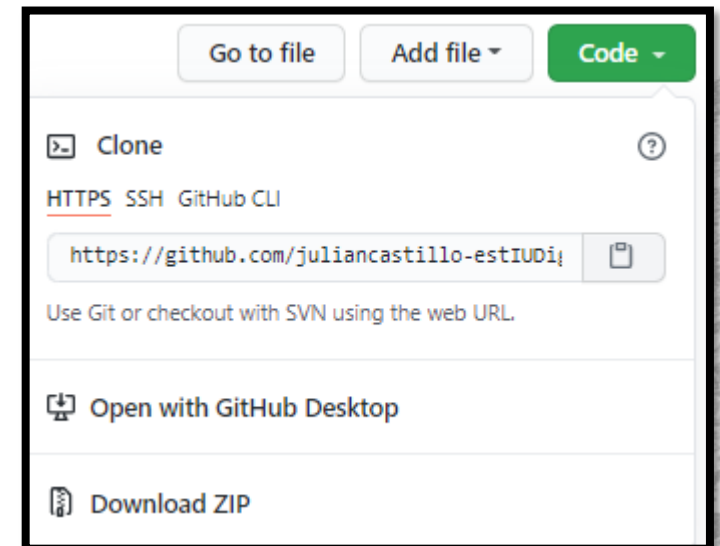 Go to file Add file Code
Clone
HTTPS SSH GitHub CLI
https://github.com/juliancastillo-estIUDig
Use Git or checkout with SVN using the web URL.
Open with GitHub Desktop
Download ZIP